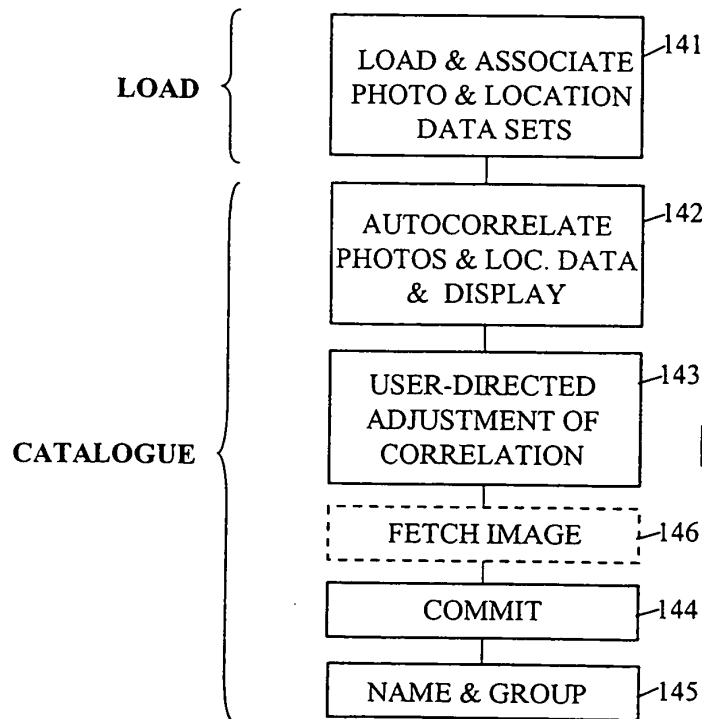 LOAD
LOAD & ASSOCIATE
PHOTO & LOCATION
DATA SETS
141
AUTOCORRELATE
PHOTOS & LOC. DATA
& DISPLAY
142
CATALOGUE
USER-DIRECTED
ADJUSTMENT OF
CORRELATION
143
FETCH IMAGE
146
COMMIT
144
NAME & GROUP
145